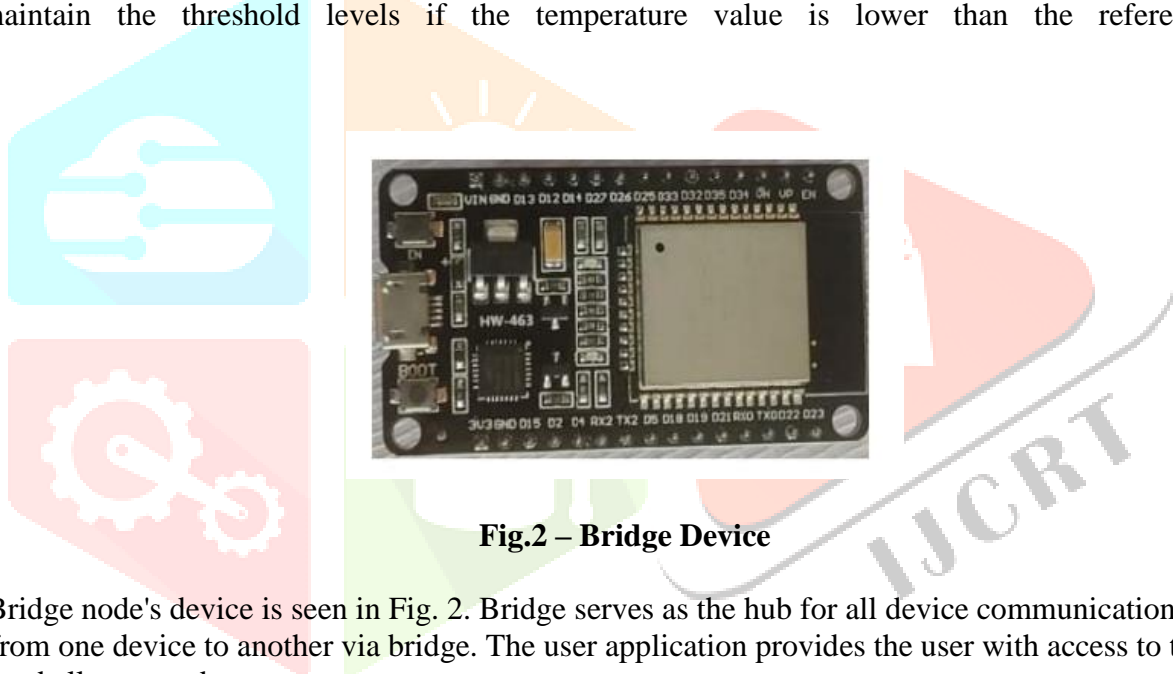 maintain the threshold levels if the temperature value is lower than the refere
VIN GND D13 D12 D14 D27 D26 D25 D33 D32 D35 D34 VN VP EN
EN
HW-463
BOOT
3V3 GND D15 D2 D4 RX2 TX2 D5 D18 D19 D21 RX0 TX0 D22 D23
Fig.2 – Bridge Device
IJCRT
Bridge node's device is seen in Fig. 2. Bridge serves as the hub for all device communication
from one device to another via bridge. The user application provides the user with access to t